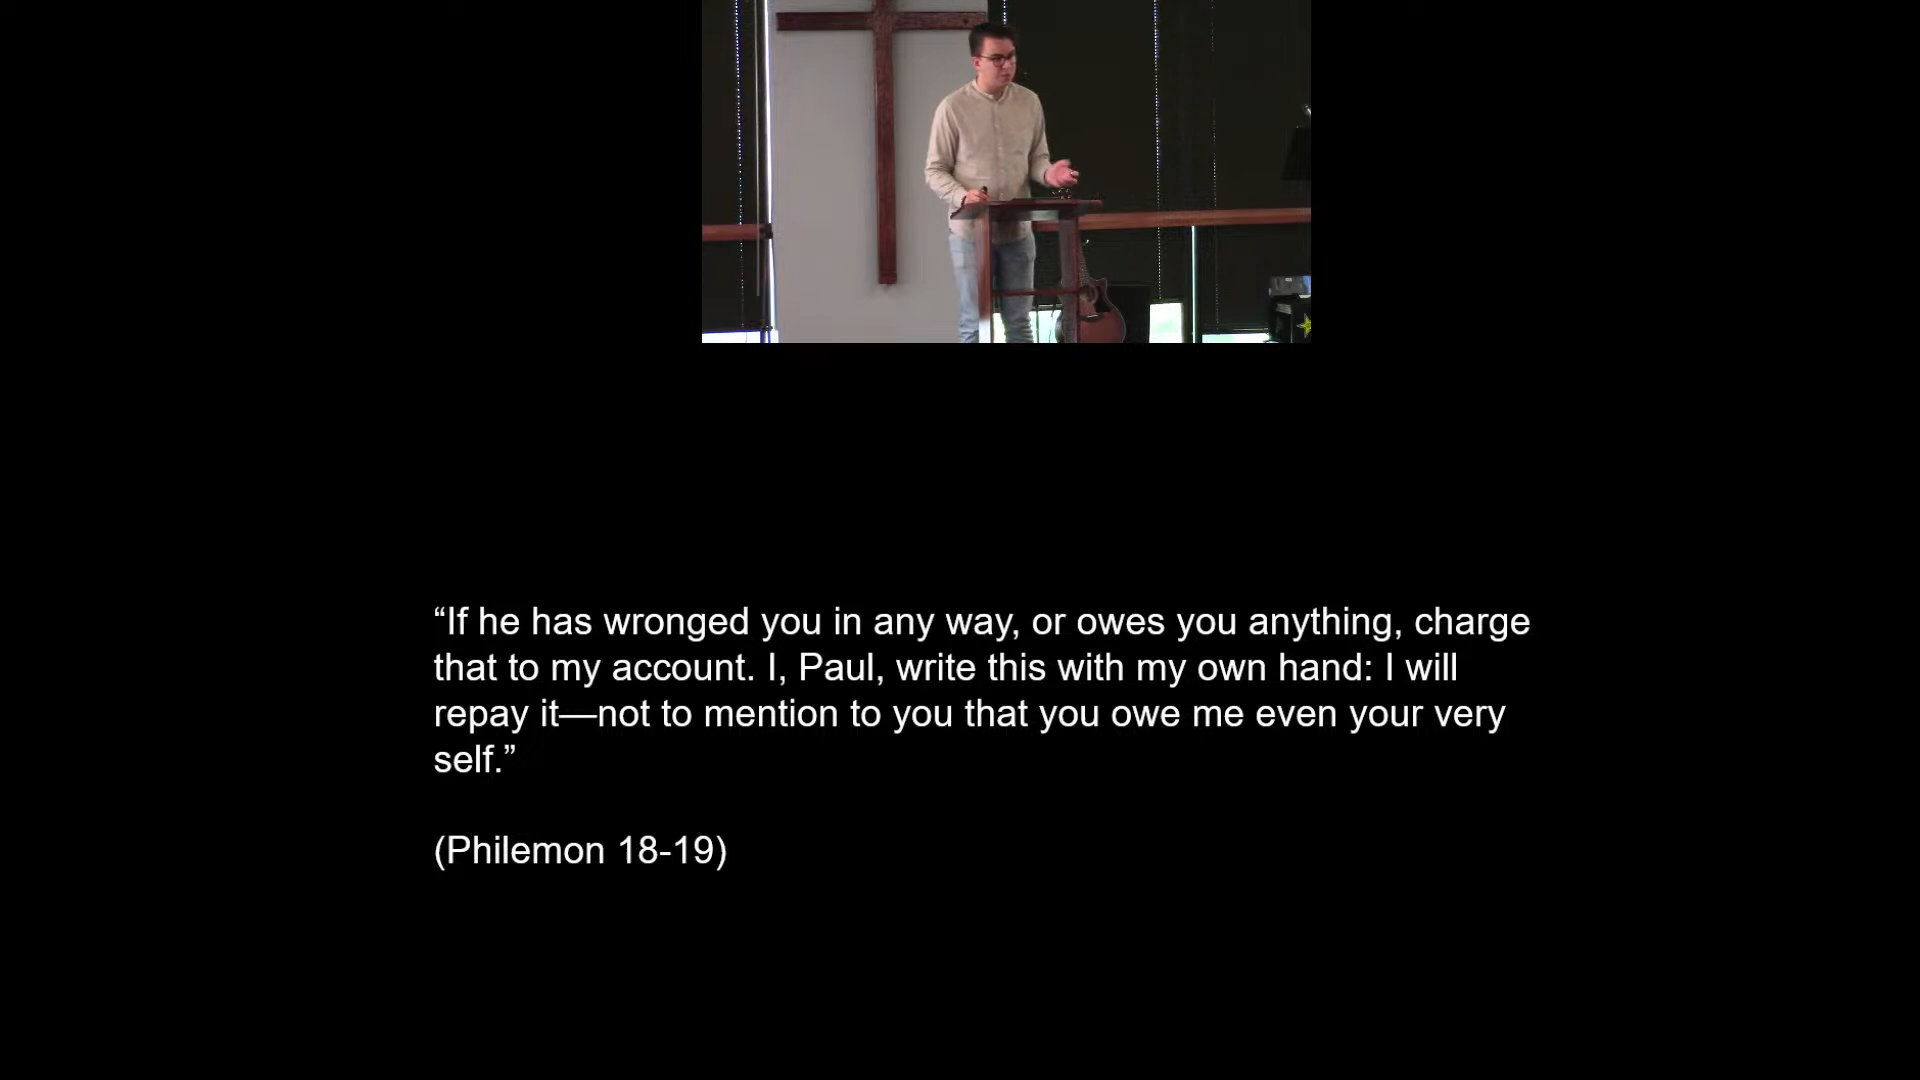 “If he has wronged you in any way, or owes you anything, charge
that to my account. I, Paul, write this with my own hand: I will
repay it—not to mention to you that you owe me even your very
self.”
(Philemon 18-19)